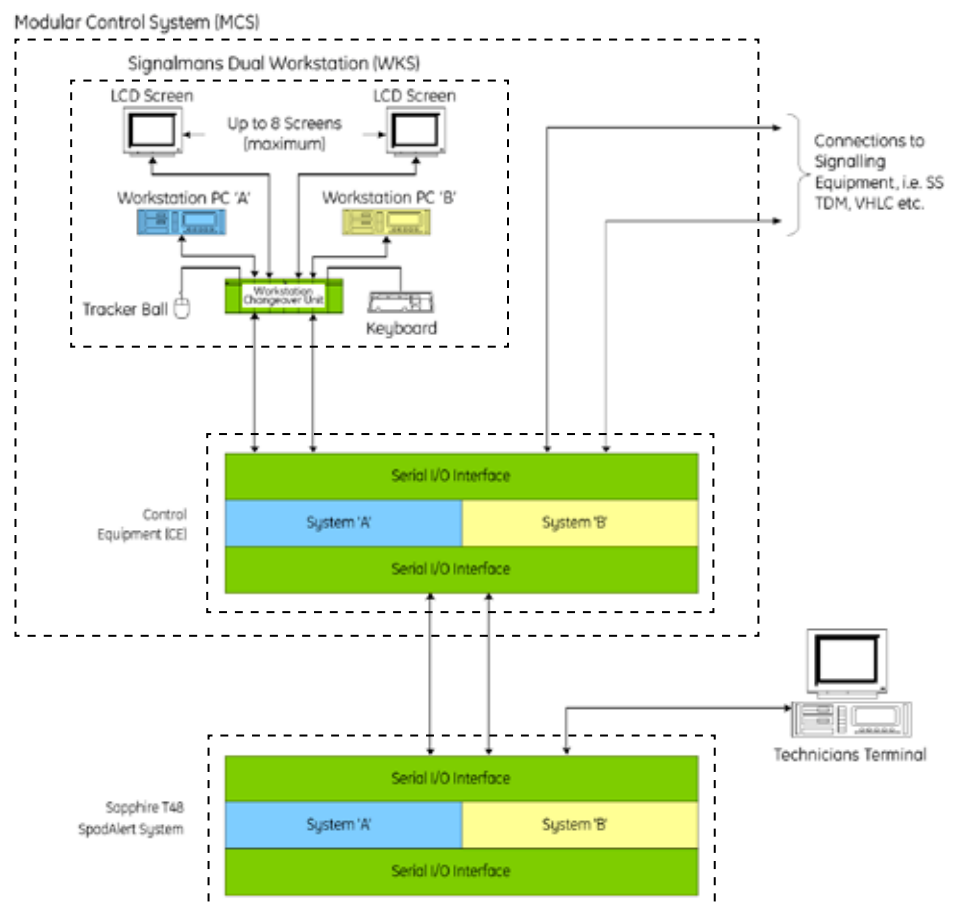 Modular Control System (MCS)
Signalmans Dual Workstation (WKS)
LCD Screen
LCD Screen
Up to 8 Screens
(maximum)
Workstation PC 'A'
Workstation PC 'B'
Workstation
Changeover Unit
Tracker Ball
Keyboard
Connections to
Signalling
Equipment, i.e. SS
TDM, VHLC etc.
Serial I/O Interface
Control
Equipment (CE)
System 'A'
System 'B'
Serial I/O Interface
Technicians Terminal
Serial I/O Interface
Sapphire T48
SpadAlert System
System 'A'
System 'B'
Serial I/O Interface